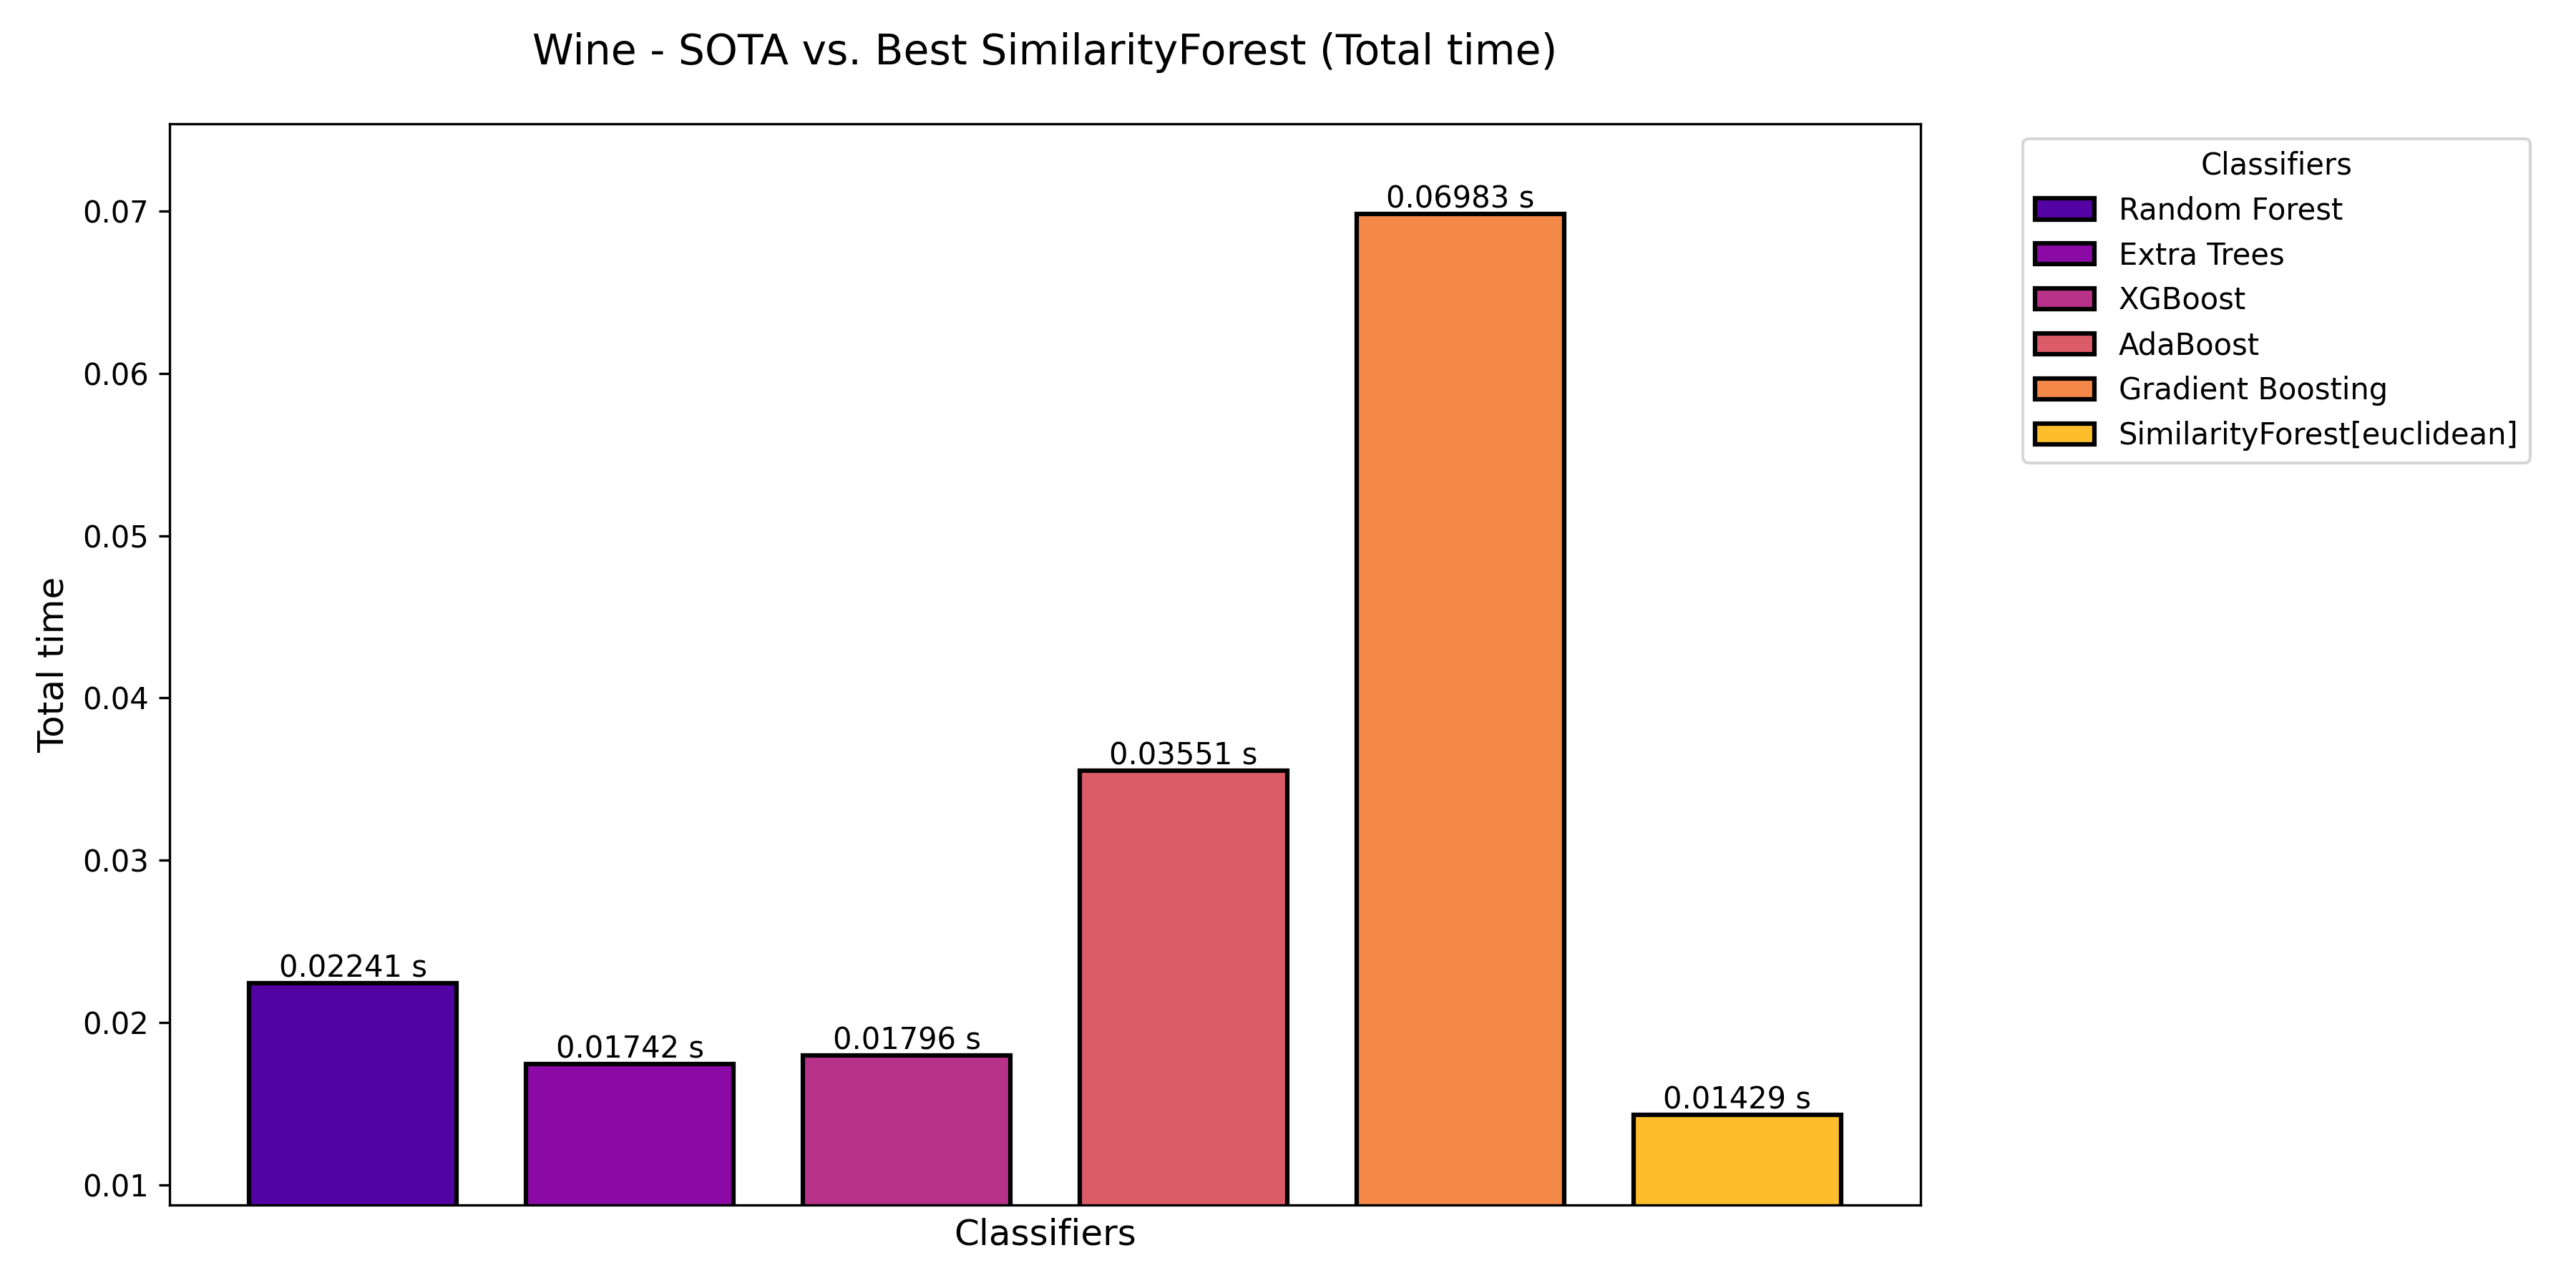 Wine - SOTA vs. Best SimilarityForest (Total time)
Total time
0.07
0.06
0.05
0.04
0.03
0.02
0.01
0.02241 s
0.01742 s
0.01796 s
0.03551 s
0.06983 s
0.01429 s
Classifiers
Classifiers
Random Forest
Extra Trees
XGBoost
AdaBoost
Gradient Boosting
SimilarityForest[euclidean]